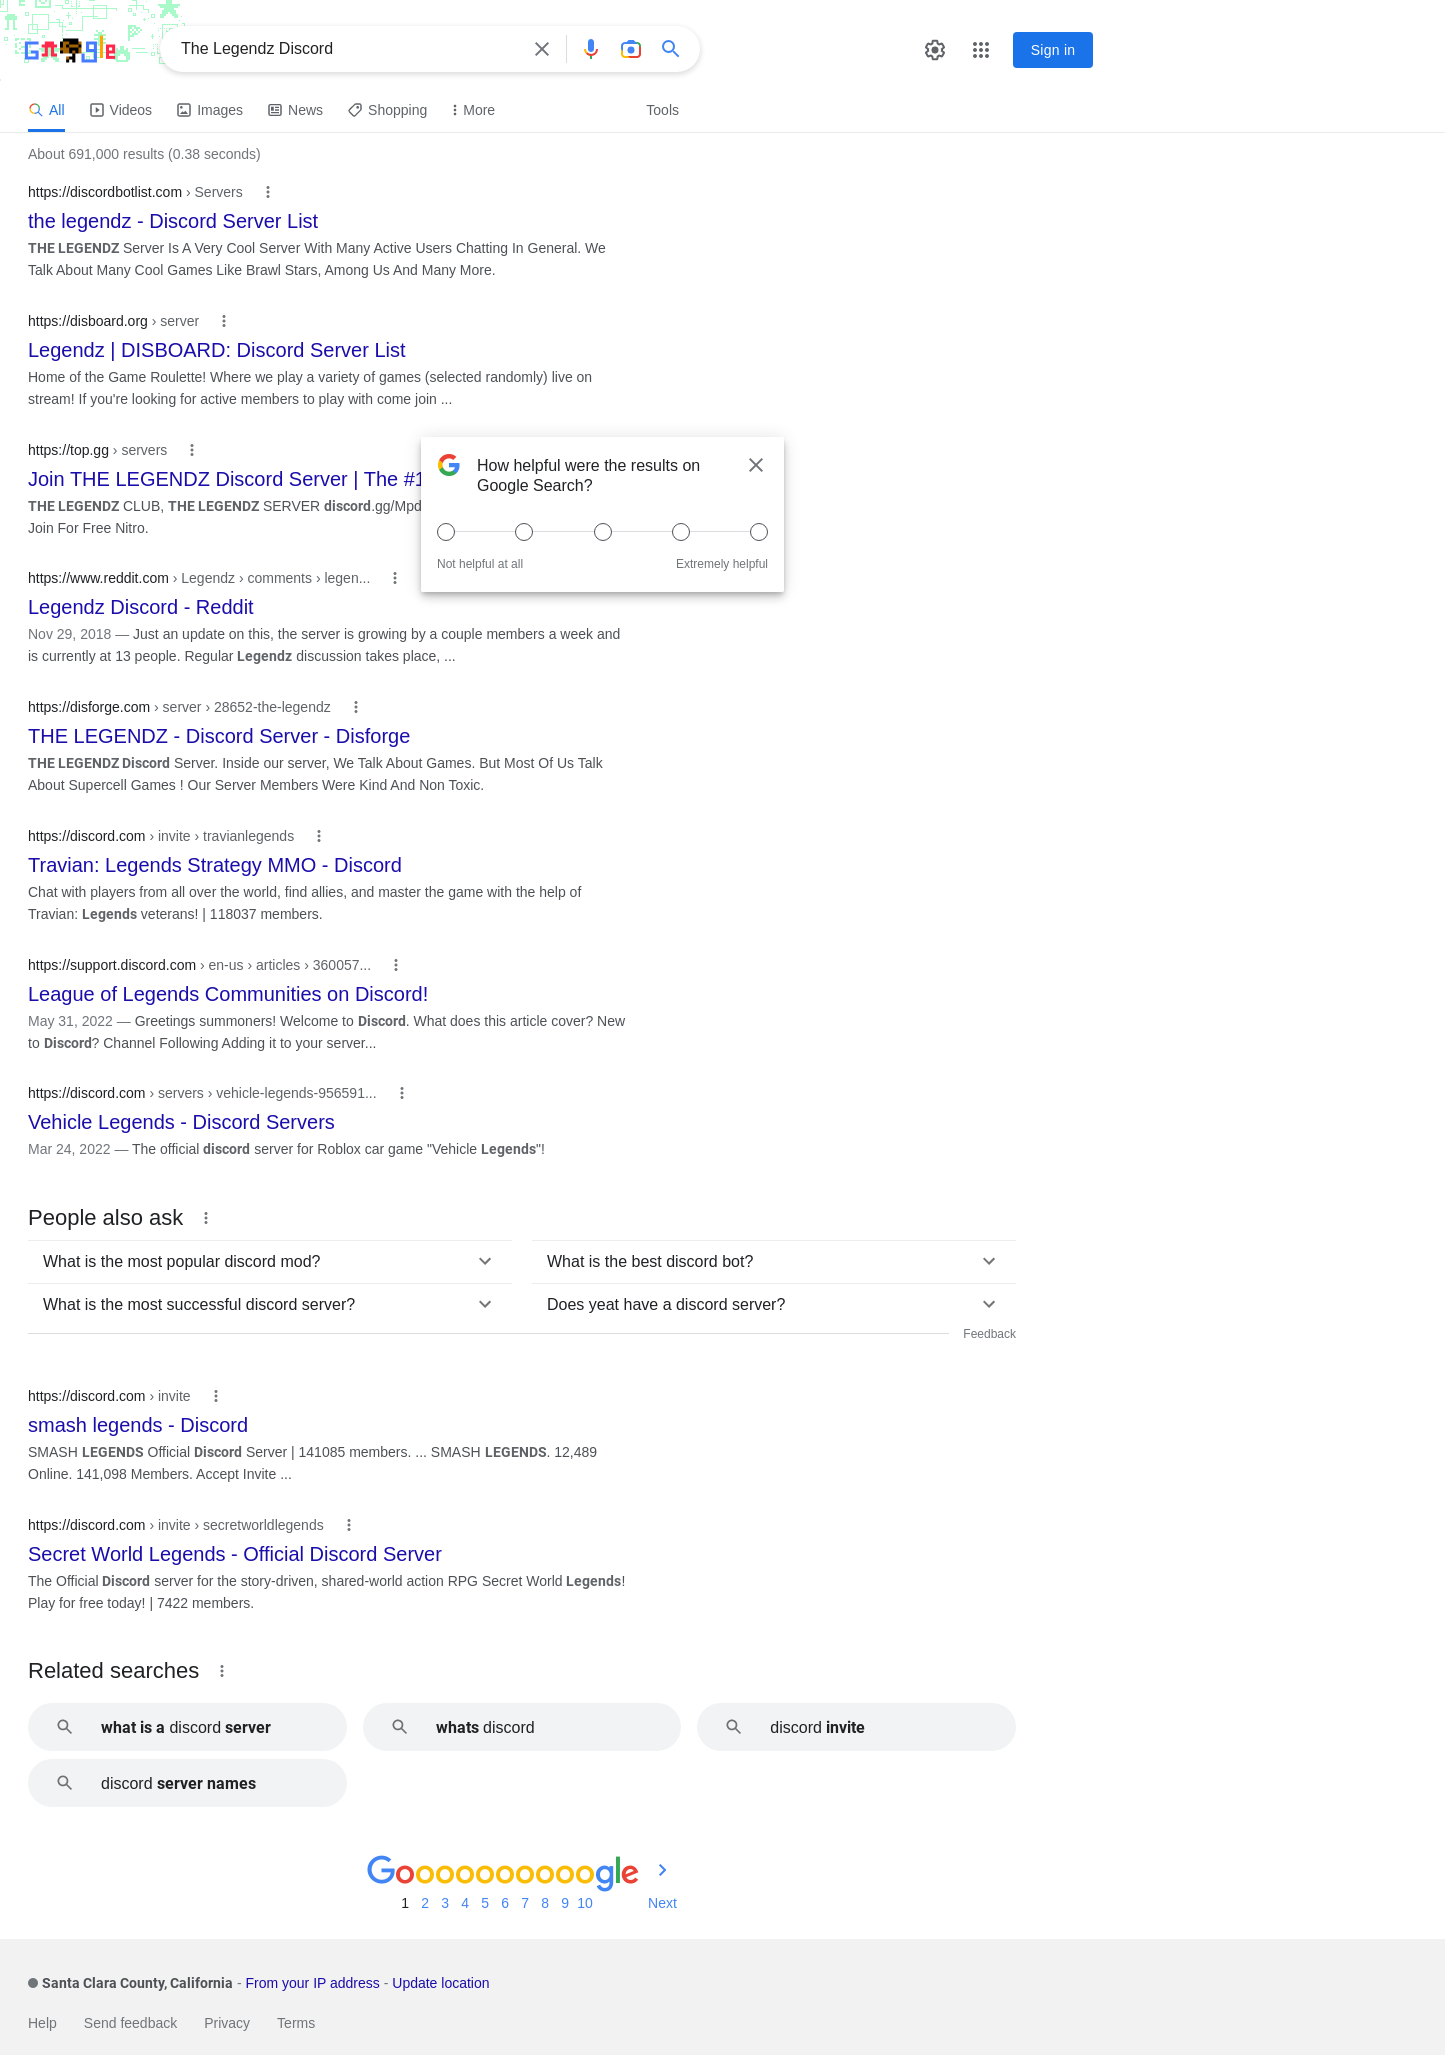 The Legendz Discord
Sign in
All
Videos
Images
News
Shopping
More
Tools
About 691,000 results (0.38 seconds)
https://discordbotlist.com › Servers
the legendz - Discord Server List
THE LEGENDZ Server Is A Very Cool Server With Many Active Users Chatting In General. We
Talk About Many Cool Games Like Brawl Stars, Among Us And Many More.
https://disboard.org › server
Legendz | DISBOARD: Discord Server List
Home of the Game Roulette! Where we play a variety of games (selected randomly) live on
stream! If you're looking for active members to play with come join ...
https://top.gg › servers
Join THE LEGENDZ Discord Server | The #1
THE LEGENDZ CLUB, THE LEGENDZ SERVER discord.gg/Mpd
Join For Free Nitro.
How helpful were the results on
Google Search?
Not helpful at all
Extremely helpful
https://www.reddit.com › Legendz › comments › legen...
Legendz Discord - Reddit
Nov 29, 2018 — Just an update on this, the server is growing by a couple members a week and
is currently at 13 people. Regular Legendz discussion takes place, ...
https://disforge.com › server › 28652-the-legendz
THE LEGENDZ - Discord Server - Disforge
THE LEGENDZ Discord Server. Inside our server, We Talk About Games. But Most Of Us Talk
About Supercell Games ! Our Server Members Were Kind And Non Toxic.
https://discord.com › invite › travianlegends
Travian: Legends Strategy MMO - Discord
Chat with players from all over the world, find allies, and master the game with the help of
Travian: Legends veterans! | 118037 members.
https://support.discord.com › en-us › articles › 360057...
League of Legends Communities on Discord!
May 31, 2022 — Greetings summoners! Welcome to Discord. What does this article cover? New
to Discord? Channel Following Adding it to your server...
https://discord.com › servers › vehicle-legends-956591...
Vehicle Legends - Discord Servers
Mar 24, 2022 — The official discord server for Roblox car game "Vehicle Legends"!
People also ask
What is the most popular discord mod?
What is the best discord bot?
What is the most successful discord server?
Does yeat have a discord server?
Feedback
https://discord.com › invite
smash legends - Discord
SMASH LEGENDS Official Discord Server | 141085 members. ... SMASH LEGENDS. 12,489
Online. 141,098 Members. Accept Invite ...
https://discord.com › invite › secretworldlegends
Secret World Legends - Official Discord Server
The Official Discord server for the story-driven, shared-world action RPG Secret World Legends!
Play for free today! | 7422 members.
Related searches
what is a discord server
whats discord
discord invite
discord server names
Goooooooooogle
1 2 3 4 5 6 7 8 9 10 Next
Santa Clara County, California - From your IP address - Update location
Help Send feedback Privacy Terms